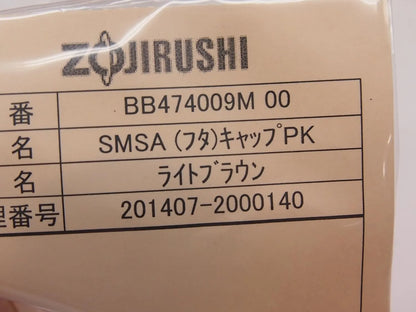 ZOJIRUSHI
番 BB474009M 00
名 SMSA (フタ)キャップPK
名 ライトブラウン
理番号 201407-2000140